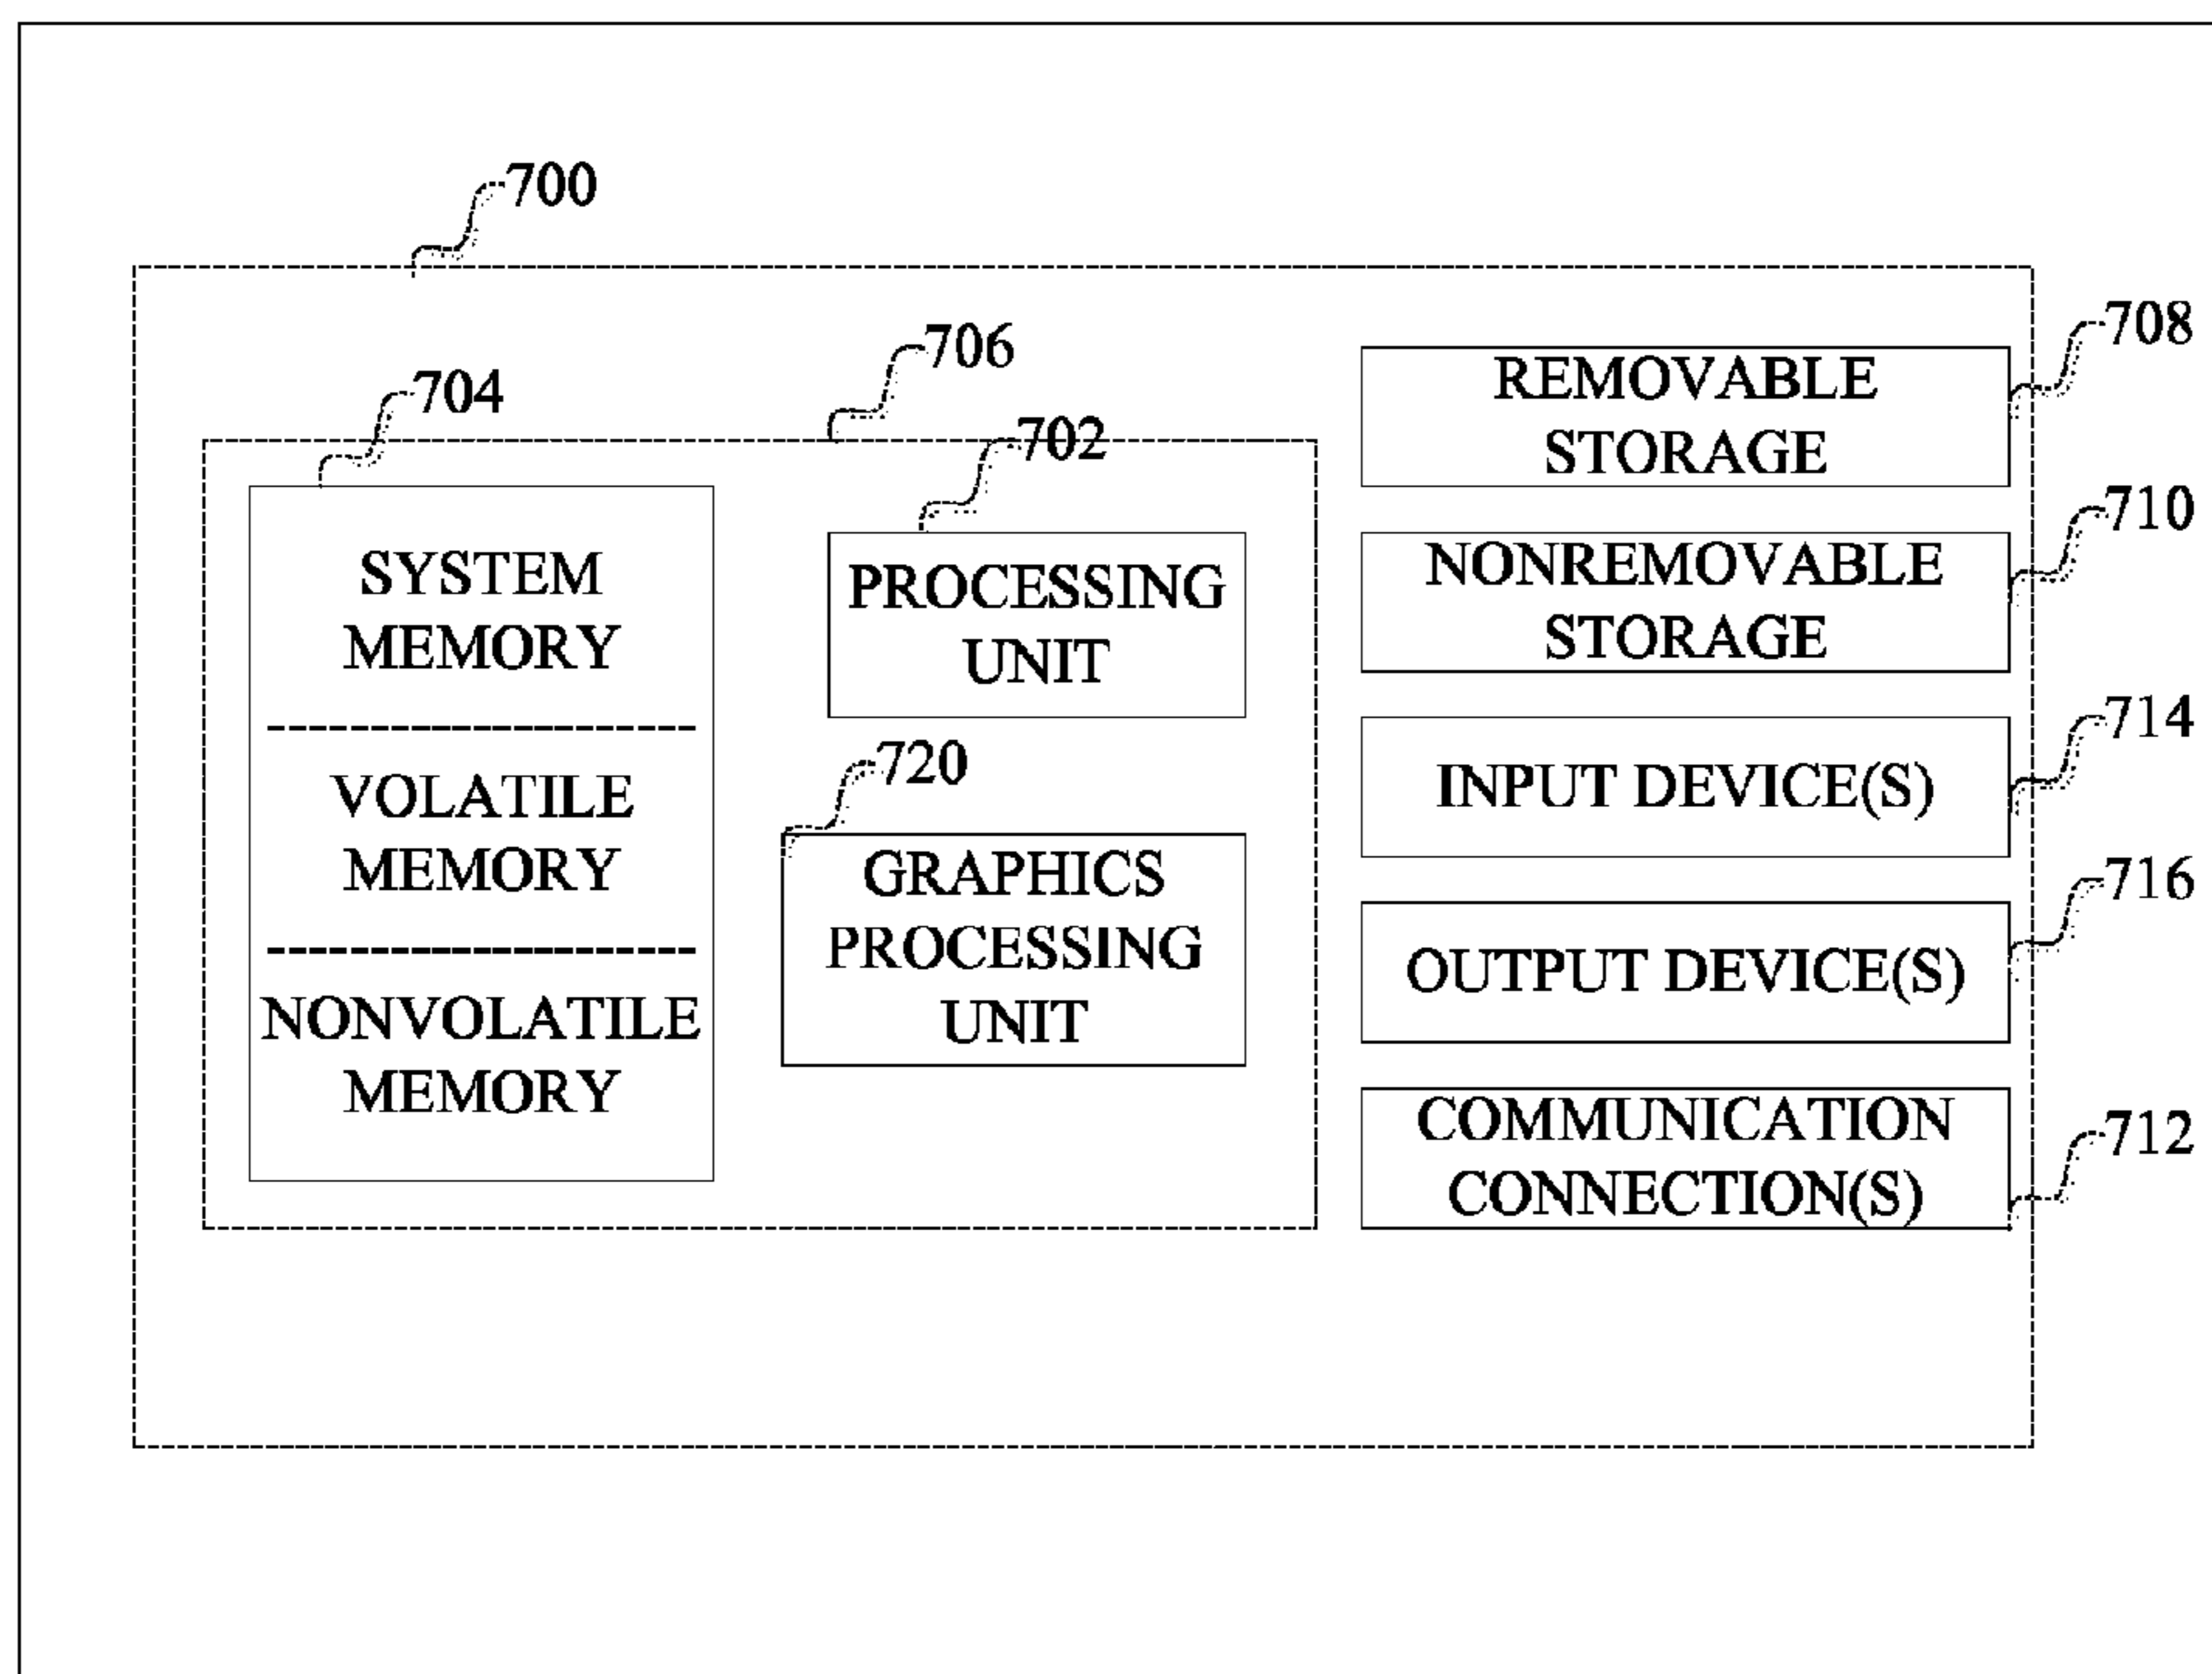 700
706
704
702
SYSTEM
MEMORY
VOLATILE
MEMORY
NONVOLATILE
MEMORY
PROCESSING
UNIT
720
GRAPHICS
PROCESSING
UNIT
708
REMOVABLE
STORAGE
710
NONREMOVABLE
STORAGE
714
INPUT DEVICE(S)
716
OUTPUT DEVICE(S)
712
COMMUNICATION
CONNECTION(S)